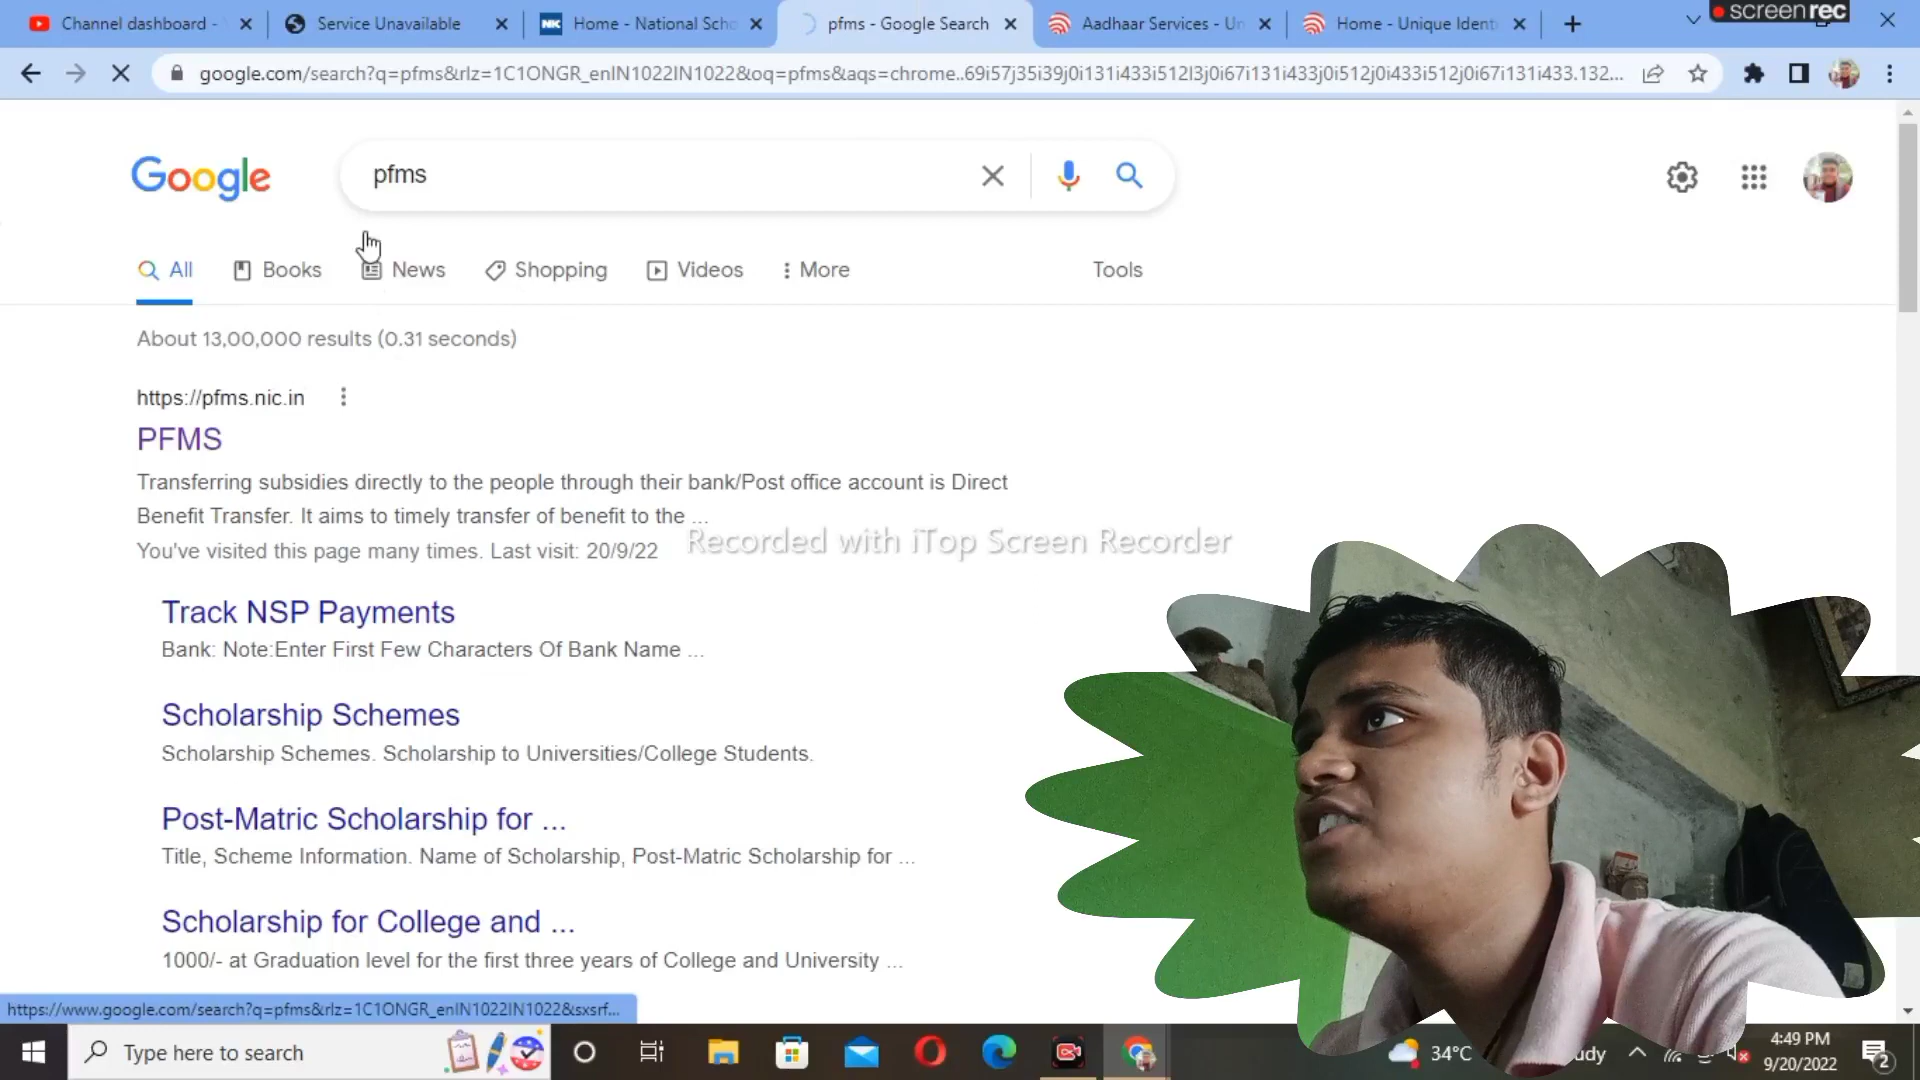 Channel dashboard -
Service Unavailable
NK
Home - National Scho
pfms - Google Search
Aadhaar Services - Un
Home - Unique Identi
screenrec
google.com/search?q=pfms&rlz=1C1ONGR_enIN1022IN1022&oq=pfms&aqs=chrome..69i57j35i39j0i131i433i512l3j0i67i131i433j0i512j0i433i512j0i67i131i433.132...
Google
pfms
All
Books
News
Shopping
Videos
More
Tools
About 13,00,000 results (0.31 seconds)
https://pfms.nic.in
PFMS
Transferring subsidies directly to the people through their bank/Post office account is Direct
Benefit Transfer. It aims to timely transfer of benefit to the ...
You've visited this page many times. Last visit: 20/9/22
Recorded with iTop Screen Recorder
Track NSP Payments
Bank: Note:Enter First Few Characters Of Bank Name ...
Scholarship Schemes
Scholarship Schemes. Scholarship to Universities/College Students.
Post-Matric Scholarship for ...
Title, Scheme Information. Name of Scholarship, Post-Matric Scholarship for ...
Scholarship for College and ...
1000/- at Graduation level for the first three years of College and University ...
https://www.google.com/search?q=pfms&rlz=1C1ONGR_enIN1022IN1022&sxsrf...
Type here to search
34°C
udy
4:49 PM
9/20/2022
2